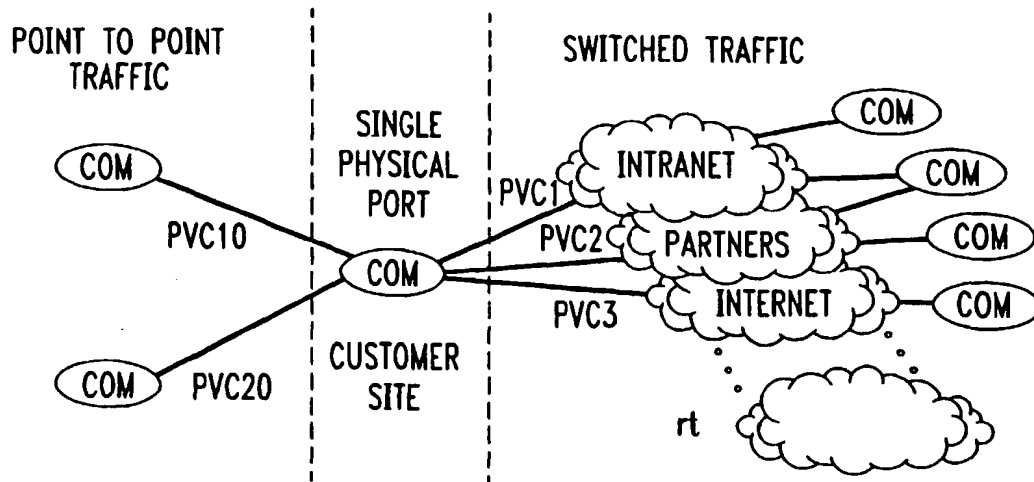 POINT TO POINT
TRAFFIC
SINGLE
PHYSICAL
PORT
SWITCHED TRAFFIC
COM
COM
INTRANET
COM
PVC1
PVC10
PVC2
PARTNERS
COM
COM
INTERNET
COM
PVC3
COM
PVC20
CUSTOMER
SITE
rt